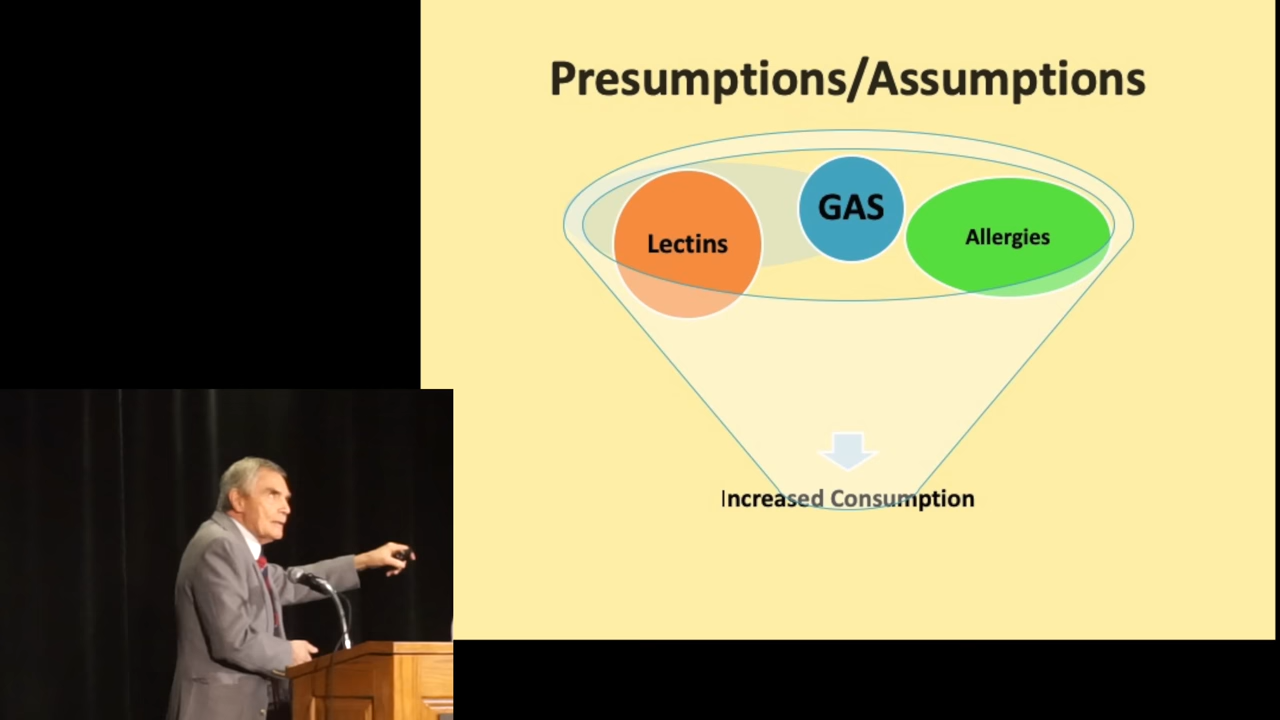 Presumptions/Assumptions
GAS
Lectins
Allergies
Increased Consumption